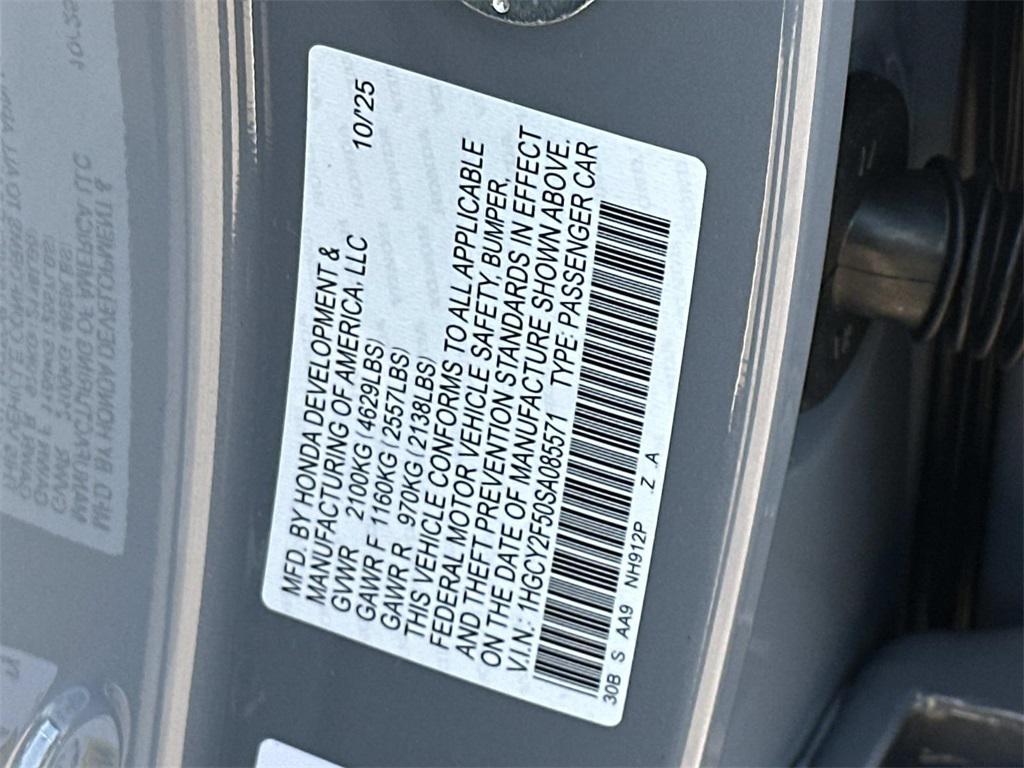 MFD. BY HONDA DEVELOPMENT & 10/'25
MANUFACTURING OF AMERICA, LLC
GVWR 2100KG (4629LBS)
GAWR F 1160KG (2557LBS)
GAWR R 970KG (2138LBS)
THIS VEHICLE CONFORMS TO ALL APPLICABLE
FEDERAL MOTOR VEHICLE SAFETY, BUMPER,
AND THEFT PREVENTION STANDARDS IN EFFECT
ON THE DATE OF MANUFACTURE SHOWN ABOVE.
V.I.N.: 1HGCY2F50SA085571 TYPE: PASSENGER CAR
30B S AA9 NH912P Z A